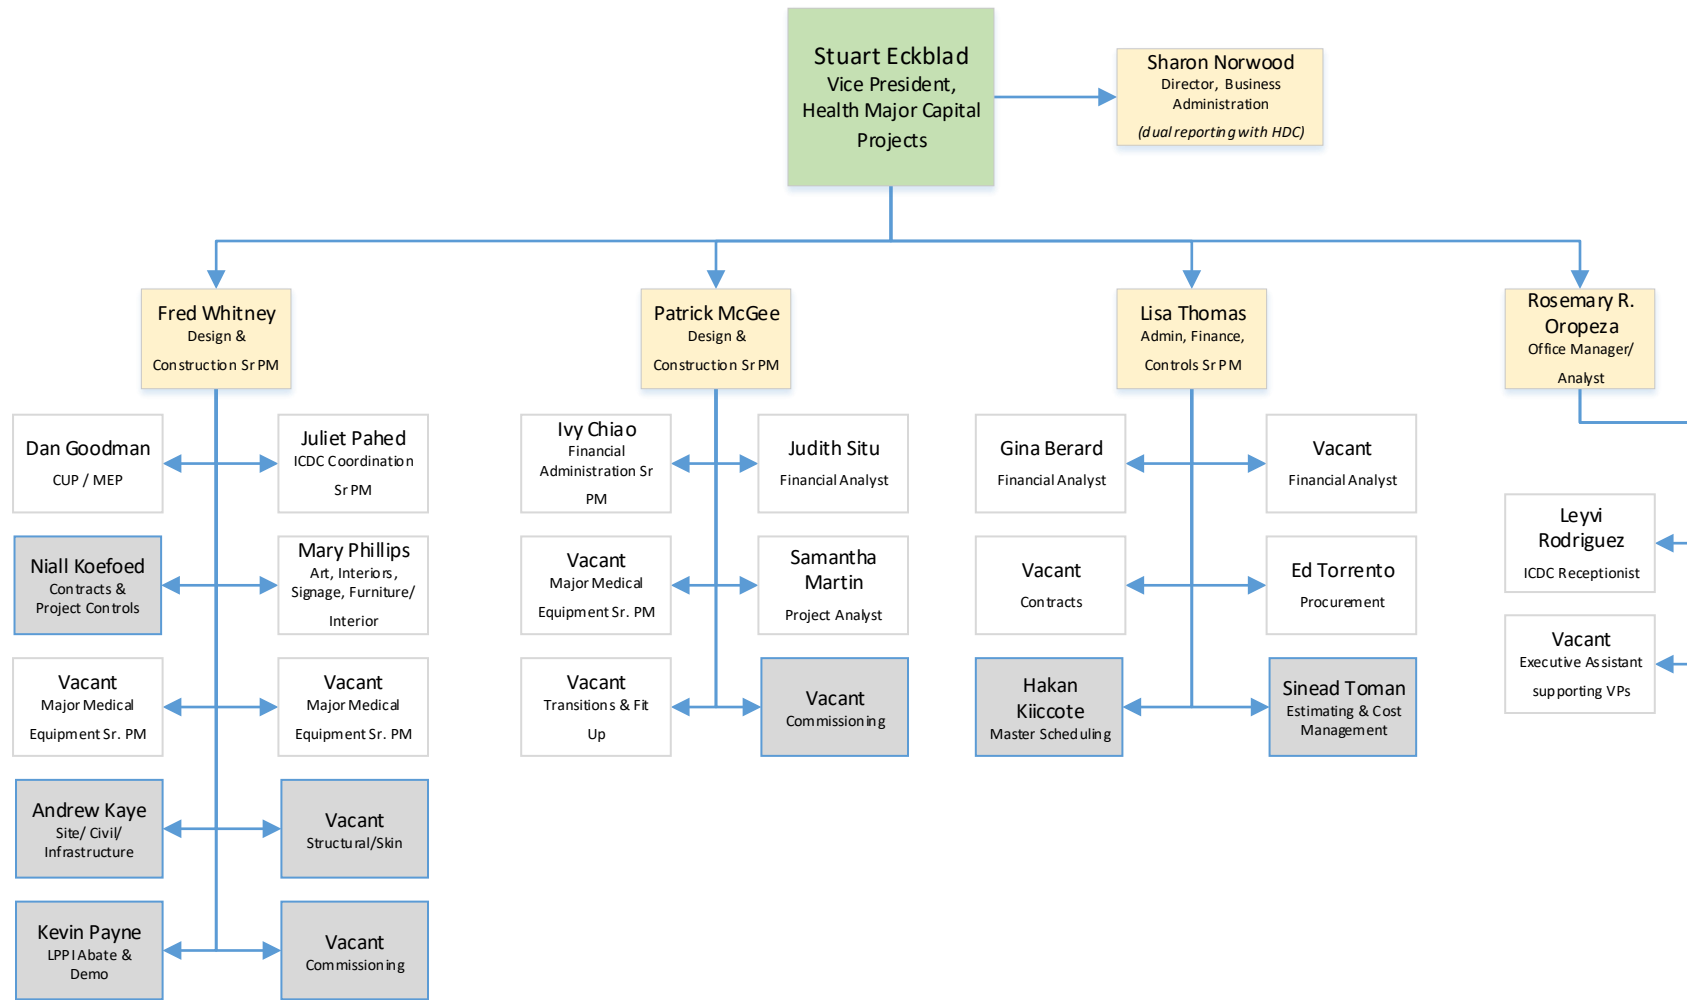 Stuart Eckblad
Vice President,
Health Major Capital
Projects
Sharon Norwood
Director, Business
Administration
(dual reporting with HDC)
Fred Whitney
Design &
Construction Sr PM
Patrick McGee
Design &
Construction Sr PM
Lisa Thomas
Admin, Finance,
Controls Sr PM
Rosemary R.
Oropeza
Office Manager/
Analyst
Dan Goodman
CUP / MEP
Juliet Pahed
ICDC Coordination
Sr PM
Ivy Chiao
Financial
Administration Sr
PM
Judith Situ
Financial Analyst
Gina Berard
Financial Analyst
Vacant
Financial Analyst
Niall Koefoed
Contracts &
Project Controls
Mary Phillips
Art, Interiors,
Signage, Furniture/
Interior
Vacant
Major Medical
Equipment Sr. PM
Samantha
Martin
Project Analyst
Vacant
Contracts
Ed Torrento
Procurement
Leyvi
Rodriguez
ICDC Receptionist
Vacant
Major Medical
Equipment Sr. PM
Vacant
Major Medical
Equipment Sr. PM
Vacant
Transitions & Fit
Up
Vacant
Commissioning
Hakan
Kiiccote
Master Scheduling
Sinead Toman
Estimating & Cost
Management
Vacant
Executive Assistant
supporting VPs
Andrew Kaye
Site/ Civil/
Infrastructure
Vacant
Structural/Skin
Kevin Payne
LPPI Abate &
Demo
Vacant
Commissioning